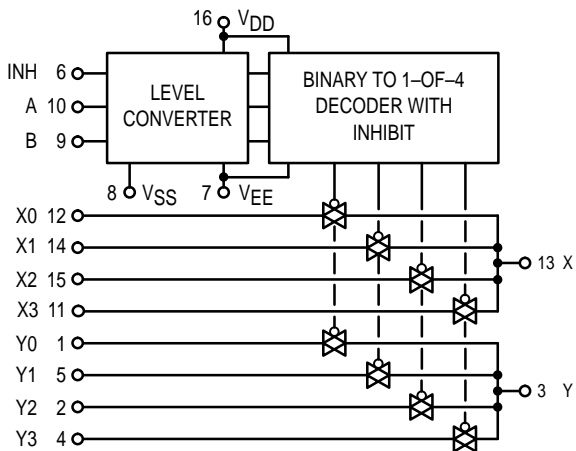 16 VDD
INH 6
A 10
B 9
LEVEL
CONVERTER
BINARY TO 1–OF–4
DECODER WITH
INHIBIT
8 VSS
7 VEE
X0 12
X1 14
X2 15
X3 11
13 X
Y0 1
Y1 5
Y2 2
Y3 4
3 Y